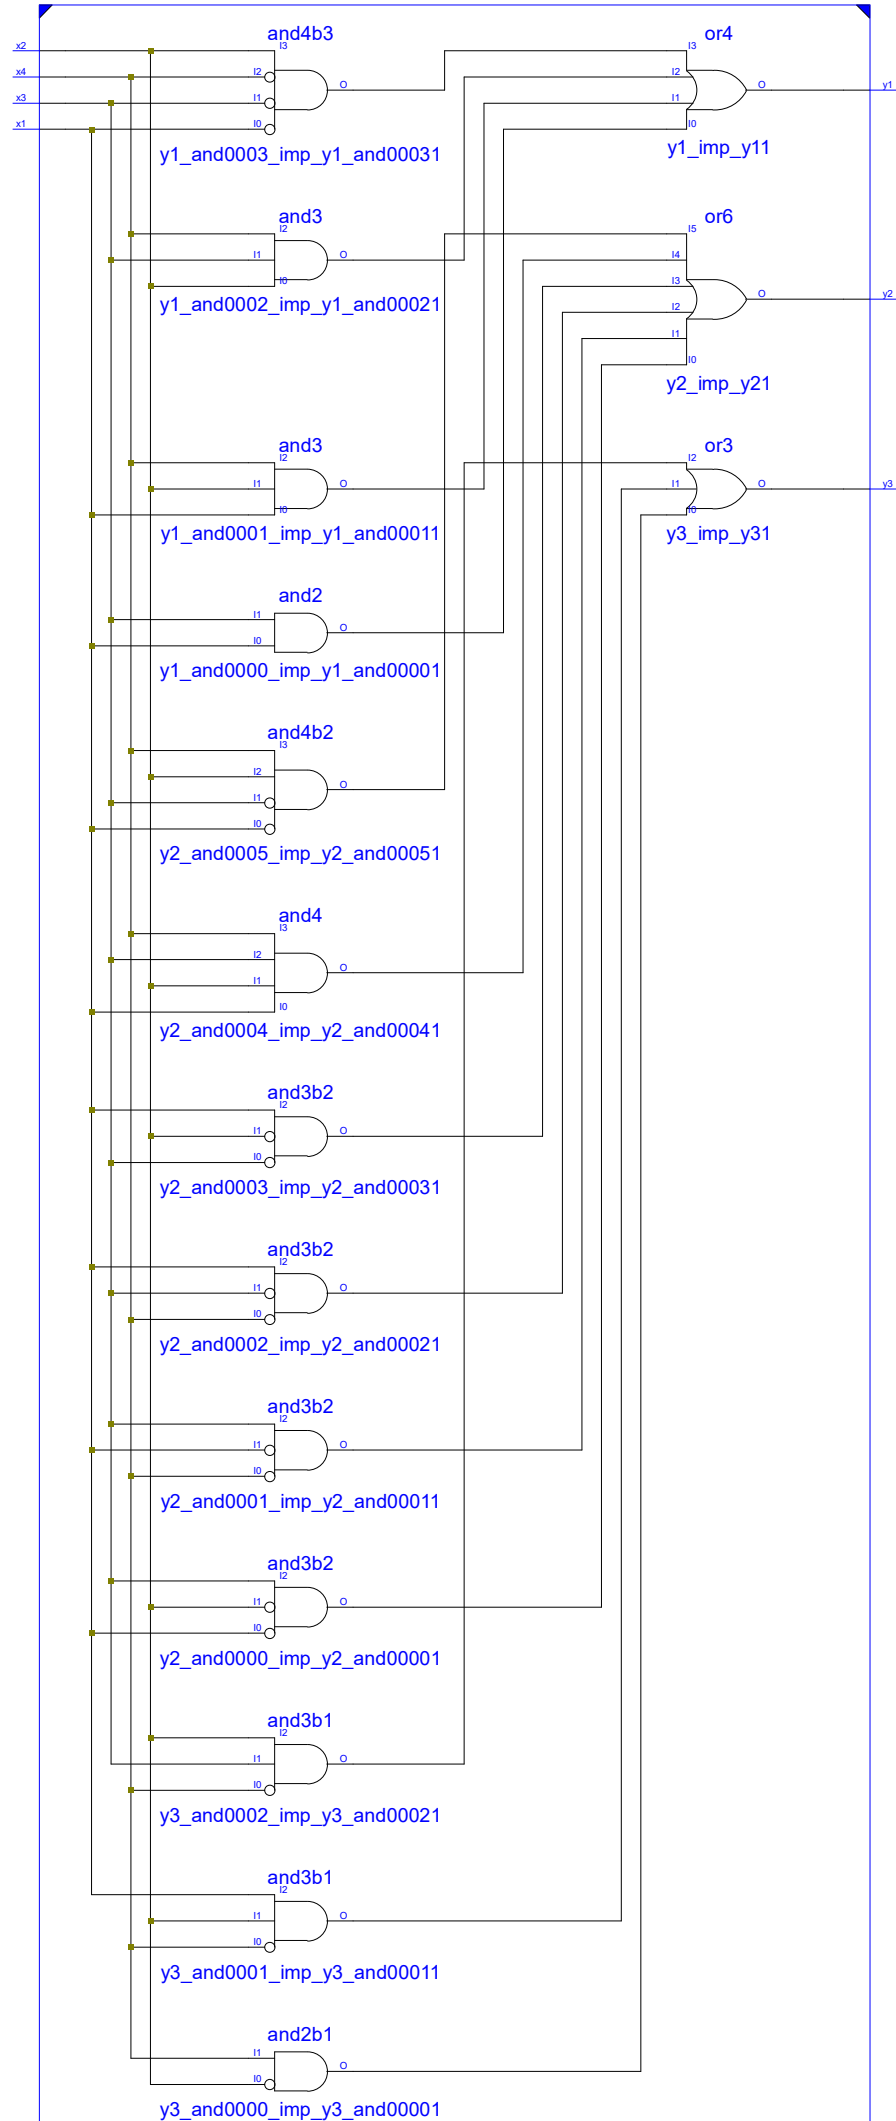 and4b3
or4
x2
I3
I3
x4
I2
I2
O
O
y1
x3
I1
I1
x1
I0
I0
y1_and0003_imp_y1_and00031
y1_imp_y11
and3
or6
I2
I5
I1
O
I4
I0
I3
O
y2
y1_and0002_imp_y1_and00021
I2
I1
I0
y2_imp_y21
and3
or3
I2
I2
I1
O
I1
O
y3
I0
I0
y1_and0001_imp_y1_and00011
y3_imp_y31
and2
I1
O
I0
y1_and0000_imp_y1_and00001
and4b2
I3
I2
O
I1
I0
y2_and0005_imp_y2_and00051
and4
I3
I2
O
I1
I0
y2_and0004_imp_y2_and00041
and3b2
I2
I1
O
I0
y2_and0003_imp_y2_and00031
and3b2
I2
I1
O
I0
y2_and0002_imp_y2_and00021
and3b2
I2
I1
O
I0
y2_and0001_imp_y2_and00011
and3b2
I2
I1
O
I0
y2_and0000_imp_y2_and00001
and3b1
I2
I1
O
I0
y3_and0002_imp_y3_and00021
and3b1
I2
I1
O
I0
y3_and0001_imp_y3_and00011
and2b1
I1
O
I0
y3_and0000_imp_y3_and00001